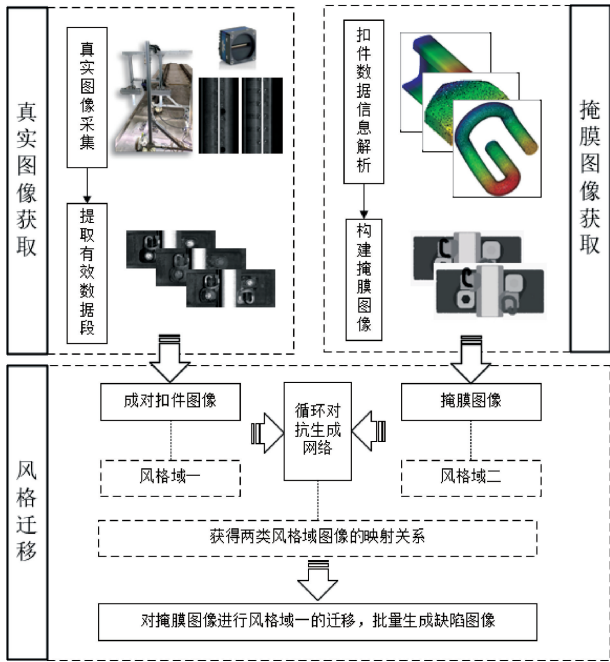 真实图像获取
真实图像采集
提取有效数据段
扣件数据信息解析
构建掩膜图像
掩膜图像获取
风格迁移
成对扣件图像
循环对
抗生成
网络
掩膜图像
风格域一
风格域二
获得两类风格域图像的映射关系
对掩膜图像进行风格域一的迁移，批量生成缺陷图像